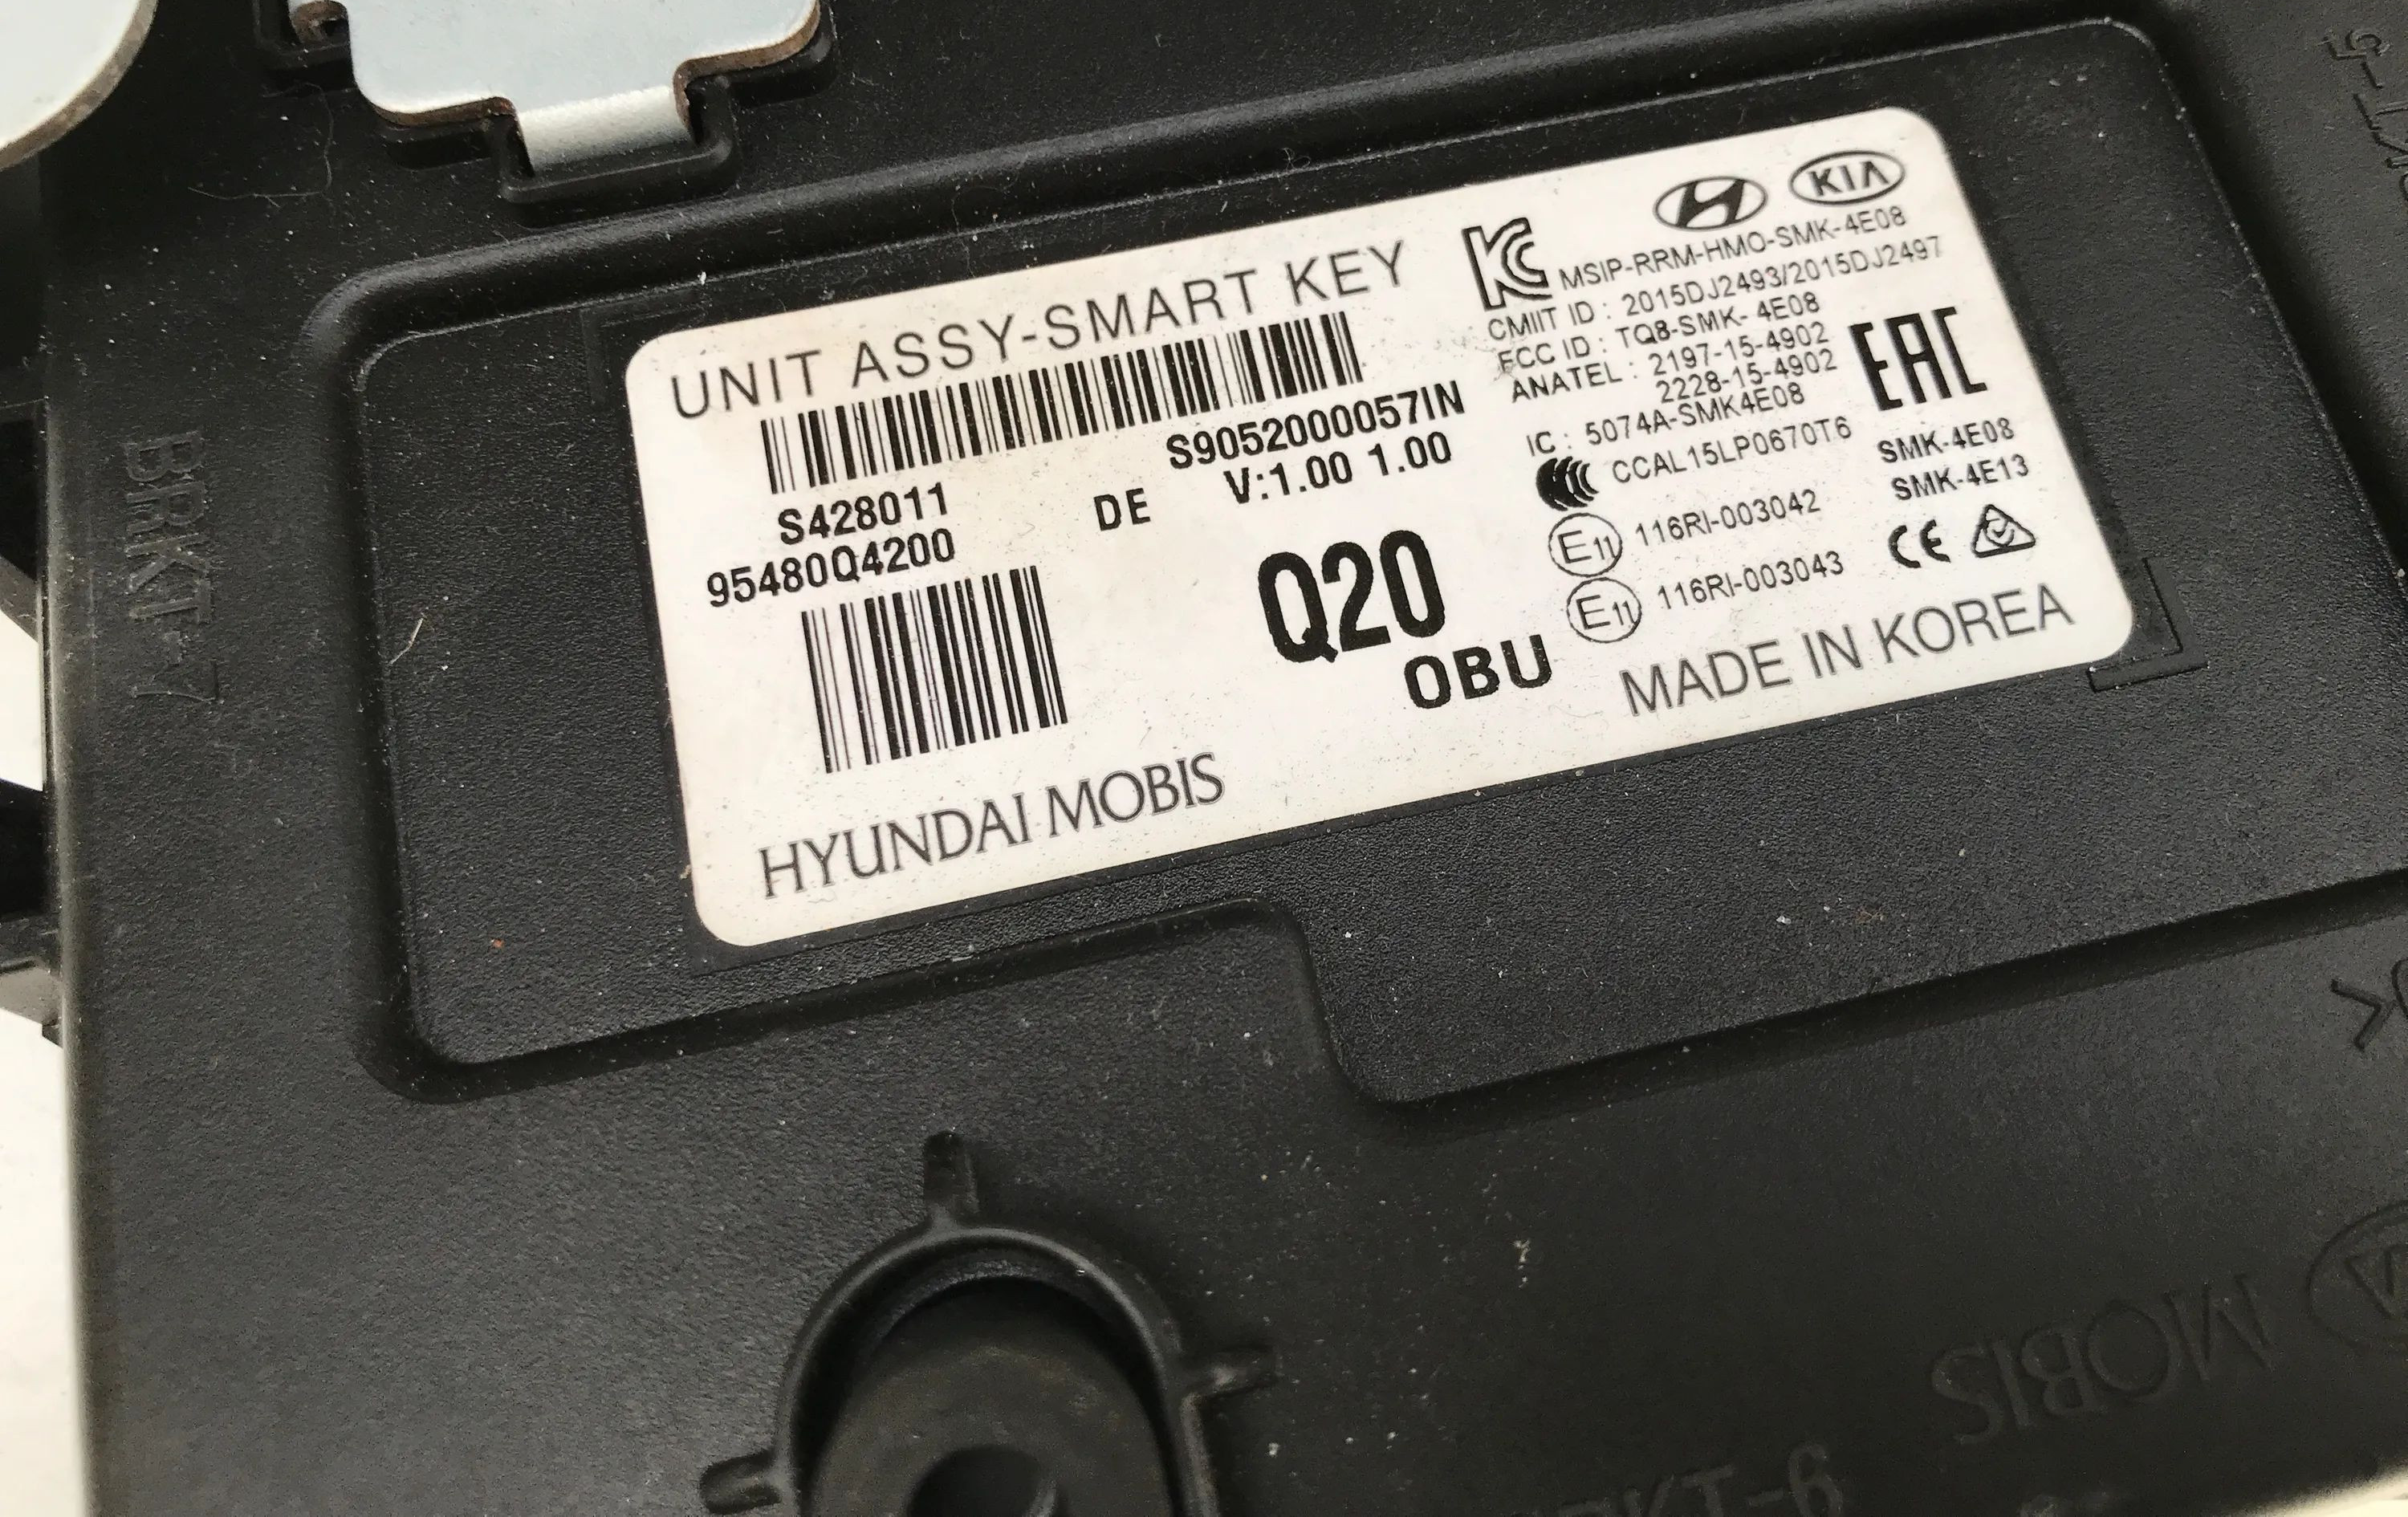 KIA
UNIT ASSY-SMART KEY
MSIP-RRM-HMO-SMK-4E08
CMIIT ID : 2015DJ2493/2015DJ2497
FCC ID : TQ8-SMK-4E08
ANATEL : 2197-15-4902
2228-15-4902
EAC
IC : 5074A-SMK4E08
CCAL15LP0670T6
SMK-4E08
SMK-4E13
E11 116RI-003042
CE
E11 116RI-003043
S9052000057IN
V:1.00 1.00
S428011
DE
95480Q4200
Q20
OBU
MADE IN KOREA
HYUNDAI MOBIS
BRKT-7
MOBIS